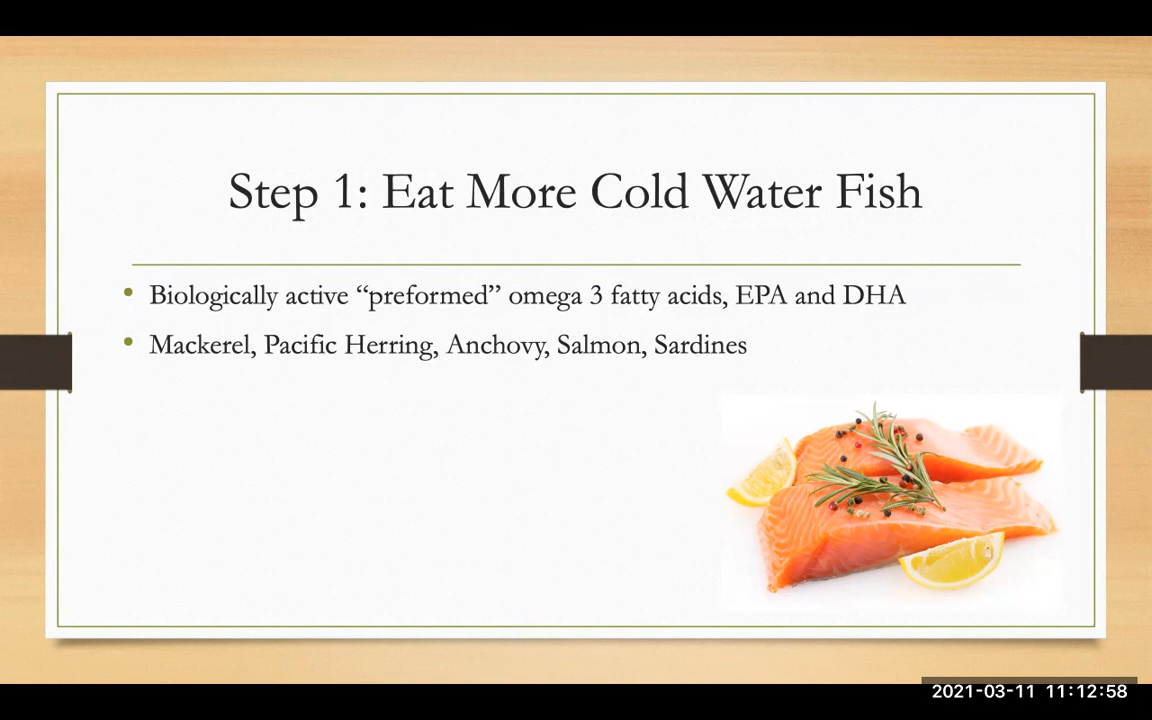 Step 1: Eat More Cold Water Fish
• Biologically active “preformed” omega 3 fatty acids, EPA and DHA
• Mackerel, Pacific Herring, Anchovy, Salmon, Sardines
2021-03-11 11:12:58